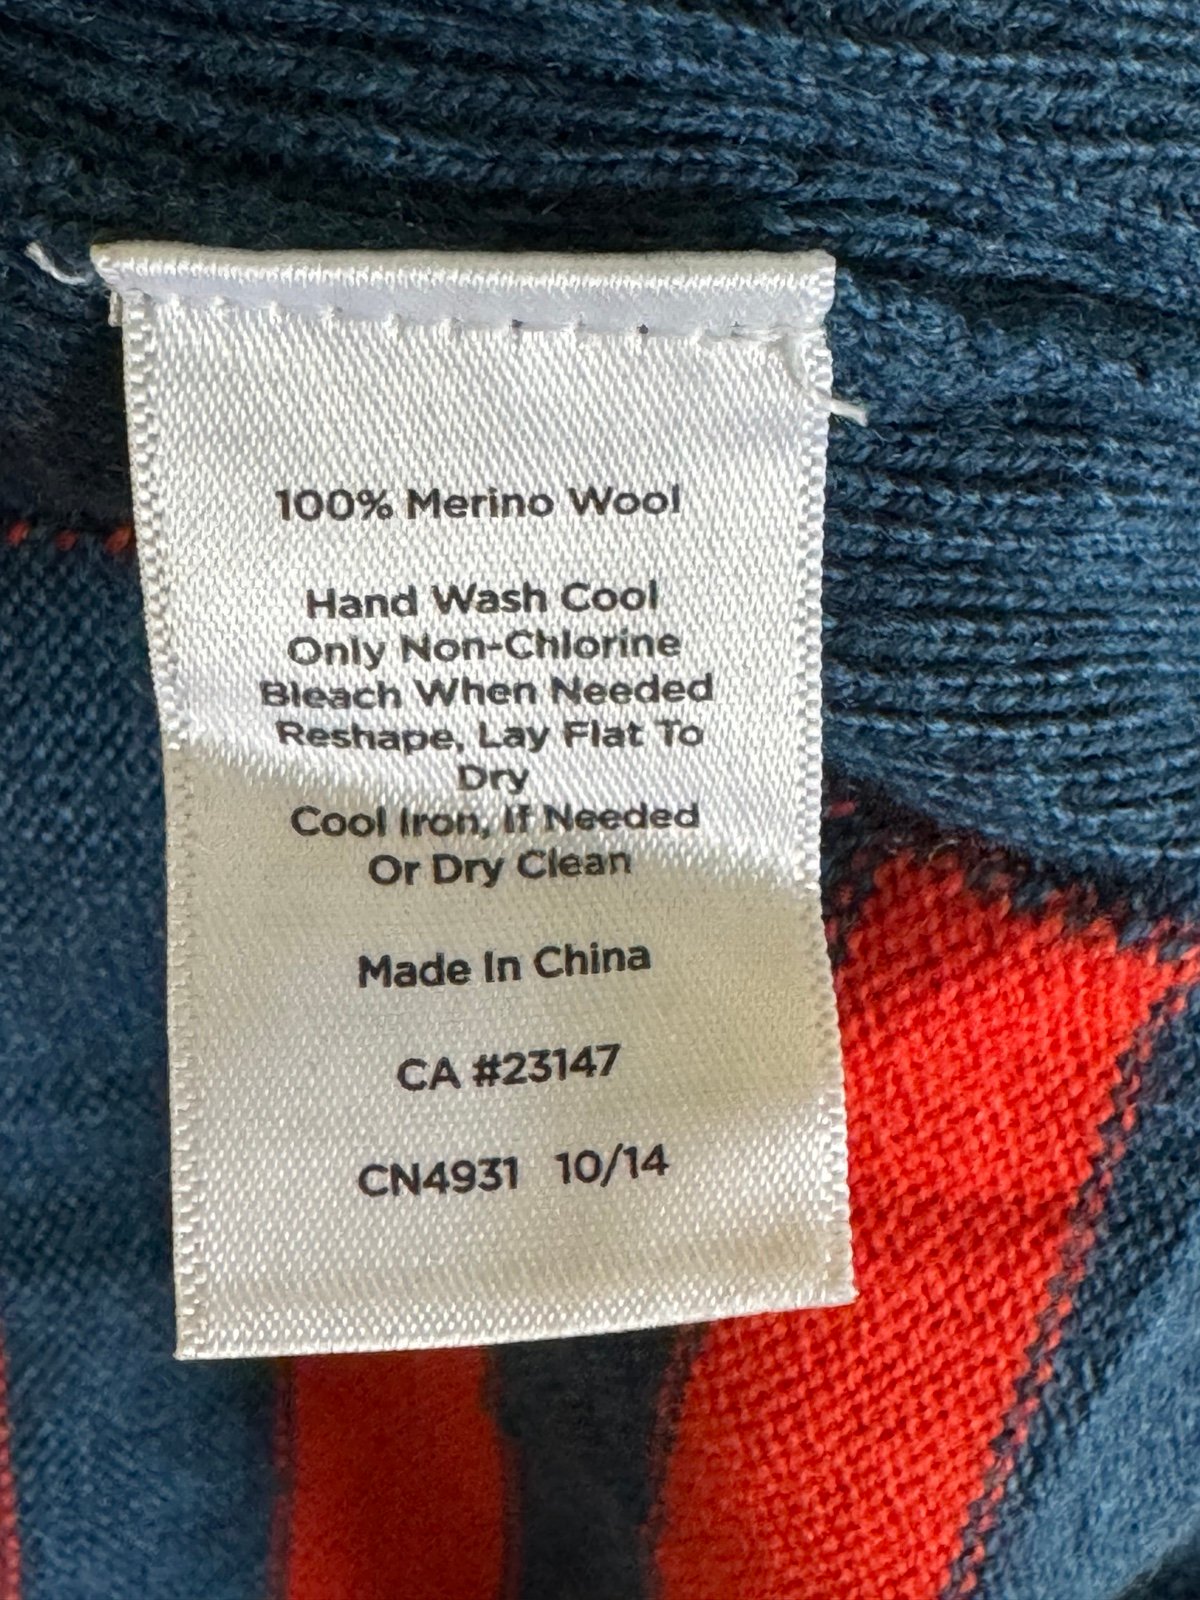 100% Merino Wool
Hand Wash Cool
Only Non-Chlorine
Bleach When Needed
Reshape, Lay Flat To
Dry
Cool Iron, If Needed
Or Dry Clean
Made In China
CA #23147
CN4931 10/14